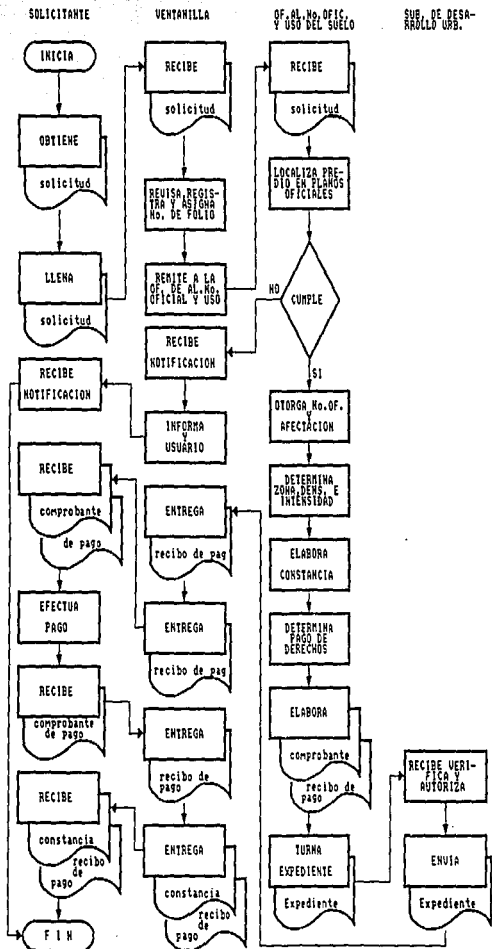 SOLICITANTE
VENTANILLA
OF.AL.No.OFIC.
Y USO DEL SUELO
SUB. DE DESA-
RROLLO URB.
INICIA
OBTIENE
solicitud
LLENA
solicitud
RECIBE
NOTIFICACION
RECIBE
comprobante
de pago
EFECTUA
PAGO
RECIBE
comprobante
de pago
RECIBE
constancia
recibo
de
pago
F I N
RECIBE
solicitud
REVISA,REGIS-
TRA Y ASIGNA
No. DE FOLIO
REMITE A LA
OF. DE AL.No.
OFICIAL Y USO
RECIBE
NOTIFICACION
INFORMA
Y
USUARIO
ENTREGA
recibo de pag
ENTREGA
recibo de pag
ENTREGA
recibo de
pago
ENTREGA
constancia
recibo
de
pago
RECIBE
solicitud
LOCALIZA PRE-
DIO EN PLANOS
OFICIALES
CUMPLE
NO
SI
OTORGA No.OF.
Y
AFECTACION
DETERMINA
ZONA,DENS. E
INTENSIDAD
ELABORA
CONSTANCIA
DETERMINA
PAGO DE
DERECHOS
ELABORA
comprobante
recibo de
pago
TURNA
EXPEDIENTE
Expediente
RECIBE VERI-
FICA Y
AUTORIZA
ENVIA
Expediente